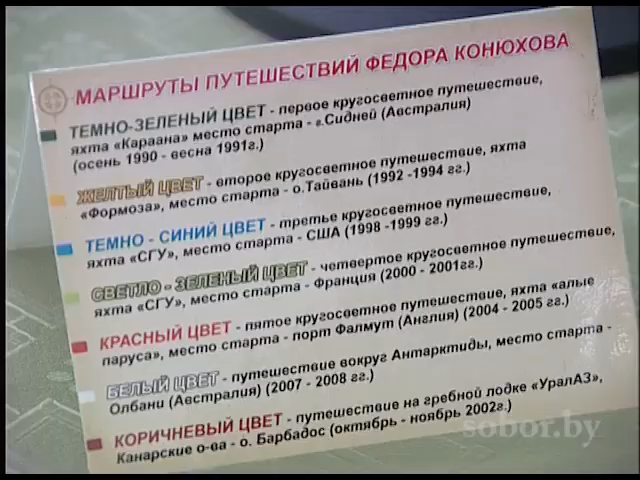 МАРШРУТЫ ПУТЕШЕСТВИЙ ФЕДОРА КОНЮХОВА
ТЕМНО-ЗЕЛЕНЫЙ ЦВЕТ - первое кругосветное путешествие,
яхта «Караана» место старта - г.Сидней (Австралия)
(осень 1990 - весна 1991г.)
ЖЕЛТЫЙ ЦВЕТ - второе кругосветное путешествие, яхта
«Формоза», место старта - о.Тайвань (1992 -1994 гг.)
ТЕМНО - СИНИЙ ЦВЕТ - третье кругосветное путешествие,
яхта «СГУ», место старта - США (1998 -1999 гг.)
СВЕТЛО - ЗЕЛЕНЫЙ ЦВЕТ - четвертое кругосветное путешествие,
яхта «СГУ», место старта - Франция (2000 - 2001гг.)
КРАСНЫЙ ЦВЕТ - пятое кругосветное путешествие, яхта «алые
паруса», место старта - порт Фалмут (Англия) (2004 - 2005 гг.)
БЕЛЫЙ ЦВЕТ - путешествие вокруг Антарктиды, место старта -
Олбани (Австралия) (2007 - 2008 гг.)
КОРИЧНЕВЫЙ ЦВЕТ - путешествие на гребной лодке «УралАЗ»,
Канарские о-ва - о. Барбадос (октябрь - ноябрь 2002г.)
sobor.by